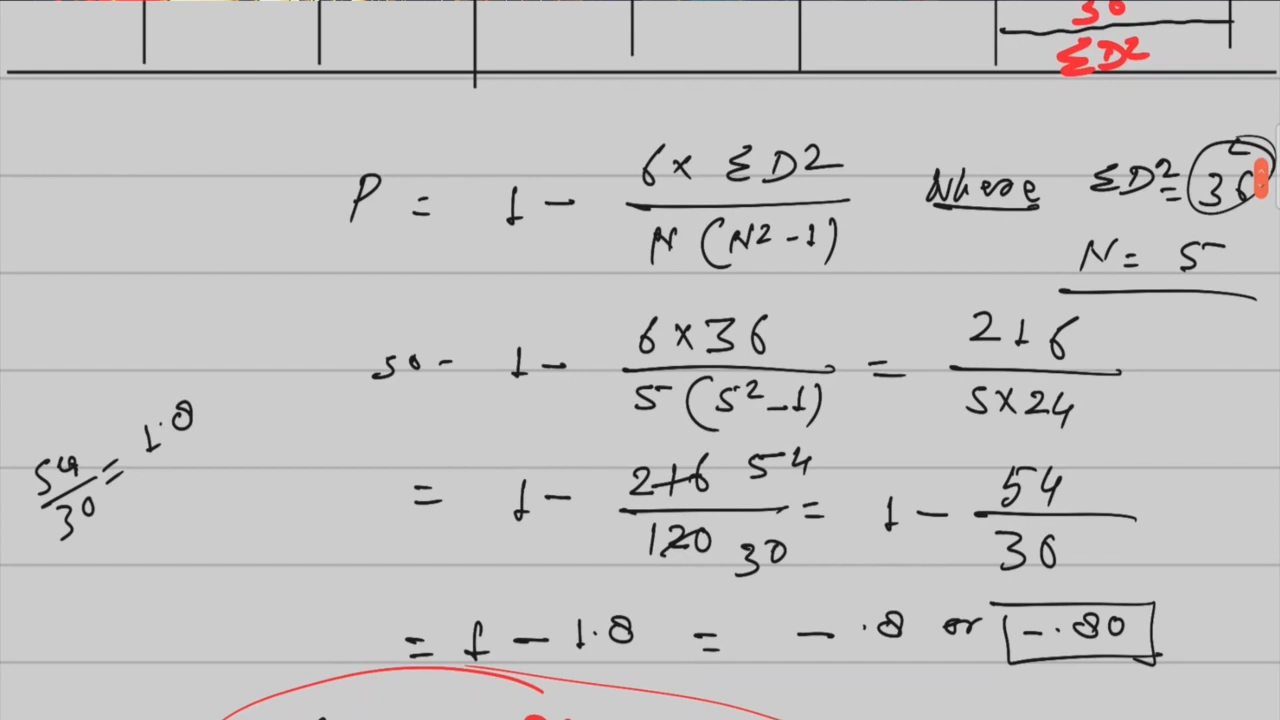 30
ΣD2
P = 1 - 6 x ΣD2 / N (N2 - 1) Where ΣD2 = 36
N = 5
so - 1 - 6 x 36 / 5 (52 - 1) = 216 / 5 x 24
54 / 30 = 1.8
= 1 - 216 54 / 120 30 = 1 - 54 / 30
= 1 - 1.8 = - .8 or - .80